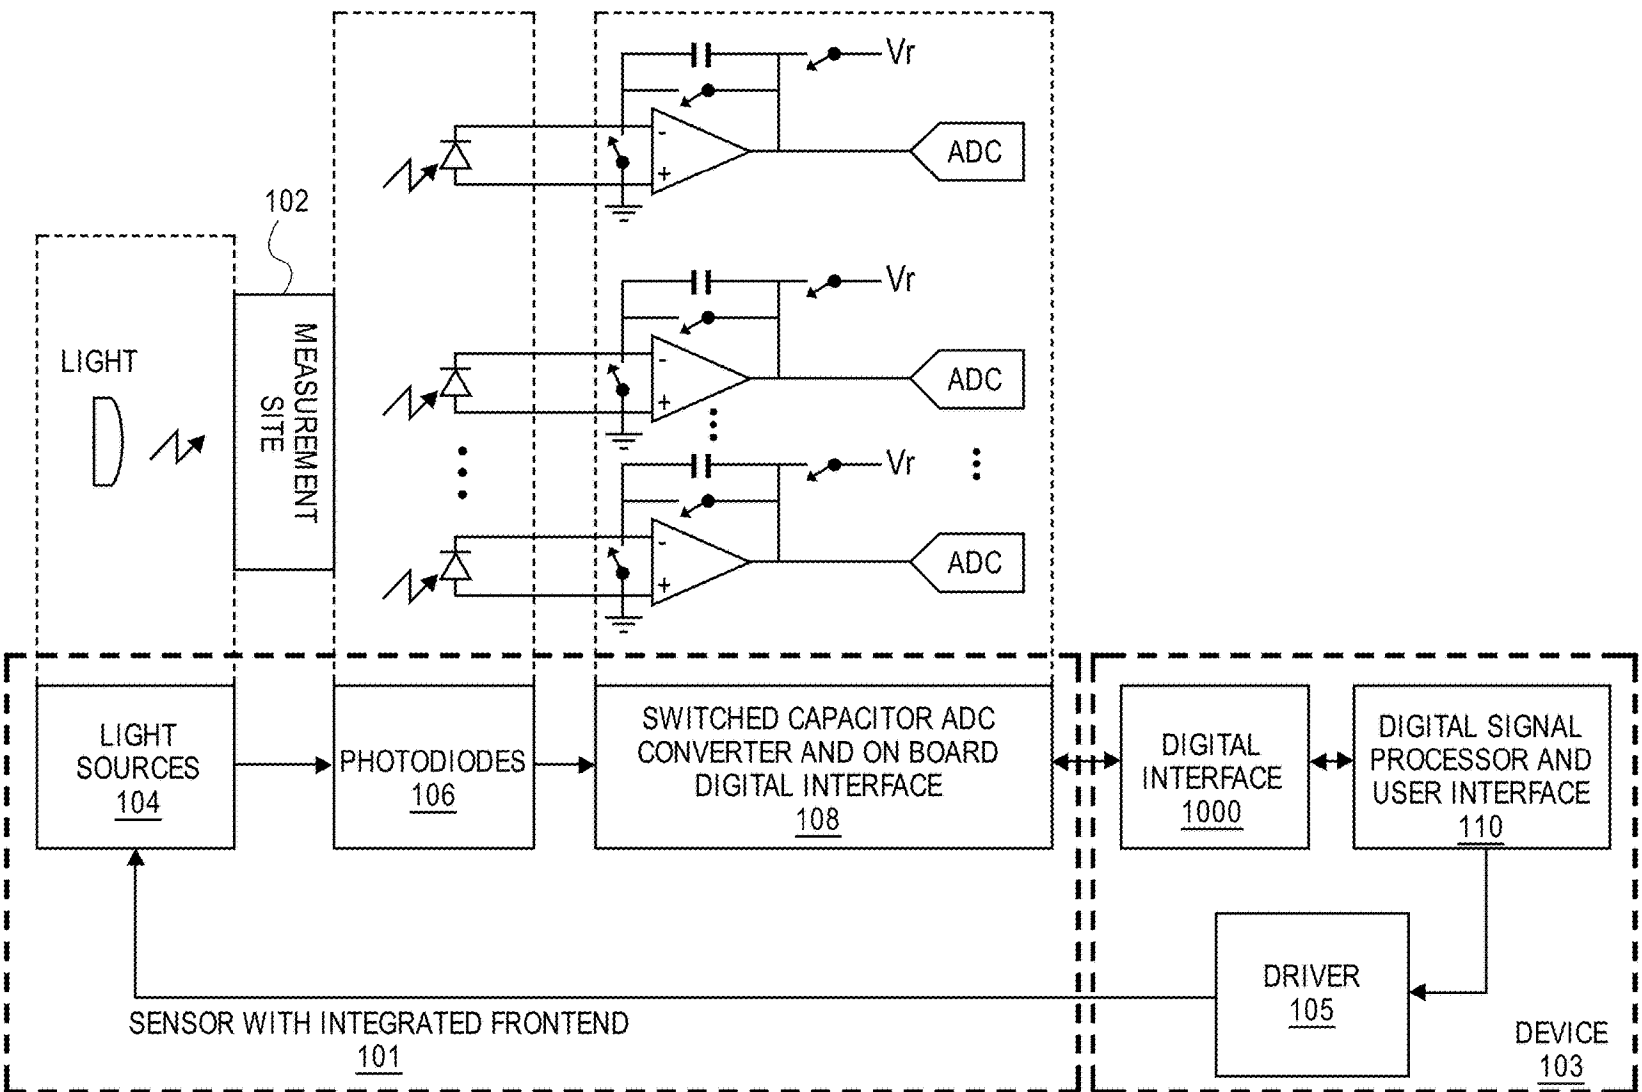 Vr
-
+
ADC
102
Vr
LIGHT
MEASUREMENT
SITE
-
+
ADC
Vr
-
+
ADC
LIGHT
SOURCES
104
PHOTODIODES
106
SWITCHED CAPACITOR ADC
CONVERTER AND ON BOARD
DIGITAL INTERFACE
108
DIGITAL
INTERFACE
1000
DIGITAL SIGNAL
PROCESSOR AND
USER INTERFACE
110
DRIVER
105
SENSOR WITH INTEGRATED FRONTEND
101
DEVICE
103